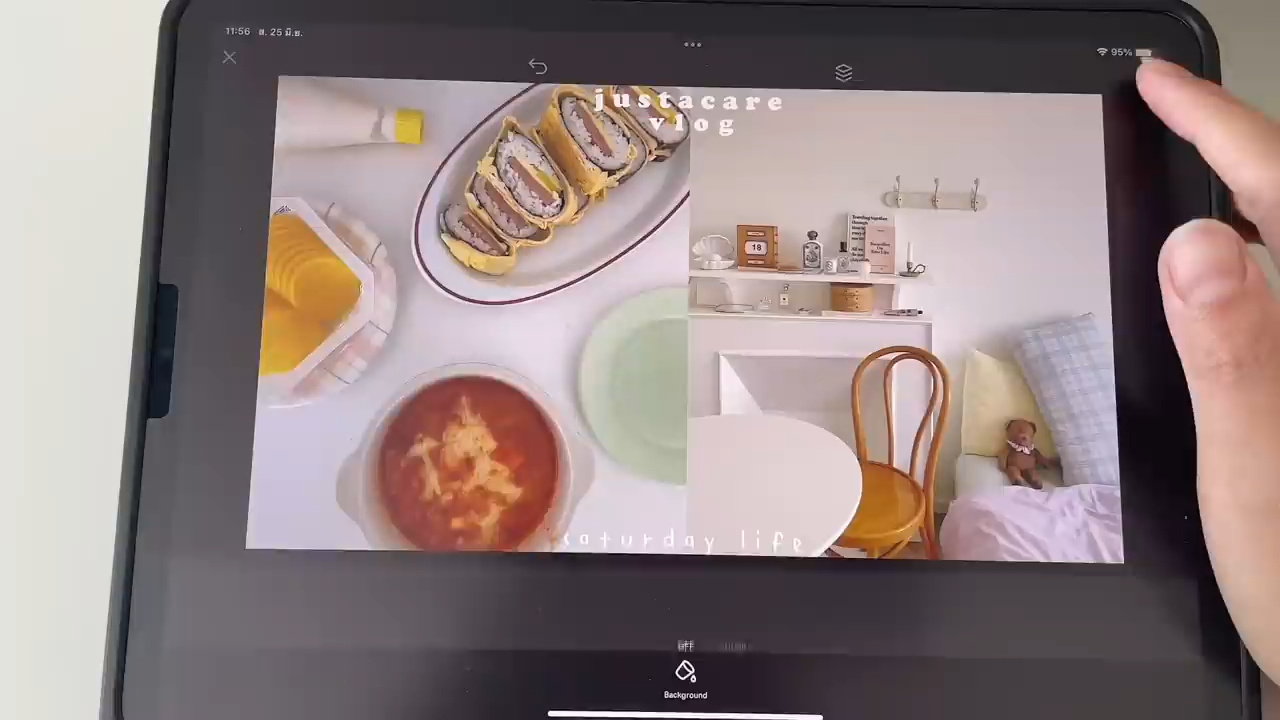 11:56 ส. 25 มิ.ย.
95%
justacare
vlog
18
saturday life
Background